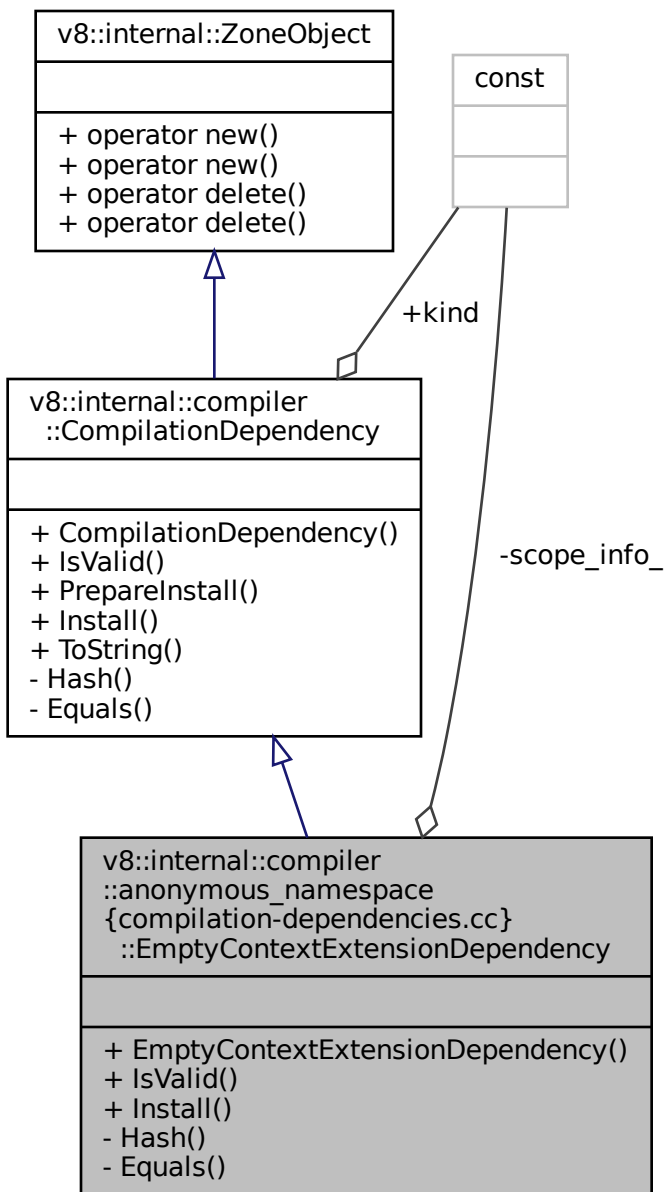 v8::internal::ZoneObject
+ operator new()
+ operator new()
+ operator delete()
+ operator delete()
const
+kind
v8::internal::compiler
::CompilationDependency
+ CompilationDependency()
+ IsValid()
+ PrepareInstall()
+ Install()
+ ToString()
- Hash()
- Equals()
-scope_info_
v8::internal::compiler
::anonymous_namespace
{compilation-dependencies.cc}
::EmptyContextExtensionDependency
+ EmptyContextExtensionDependency()
+ IsValid()
+ Install()
- Hash()
- Equals()